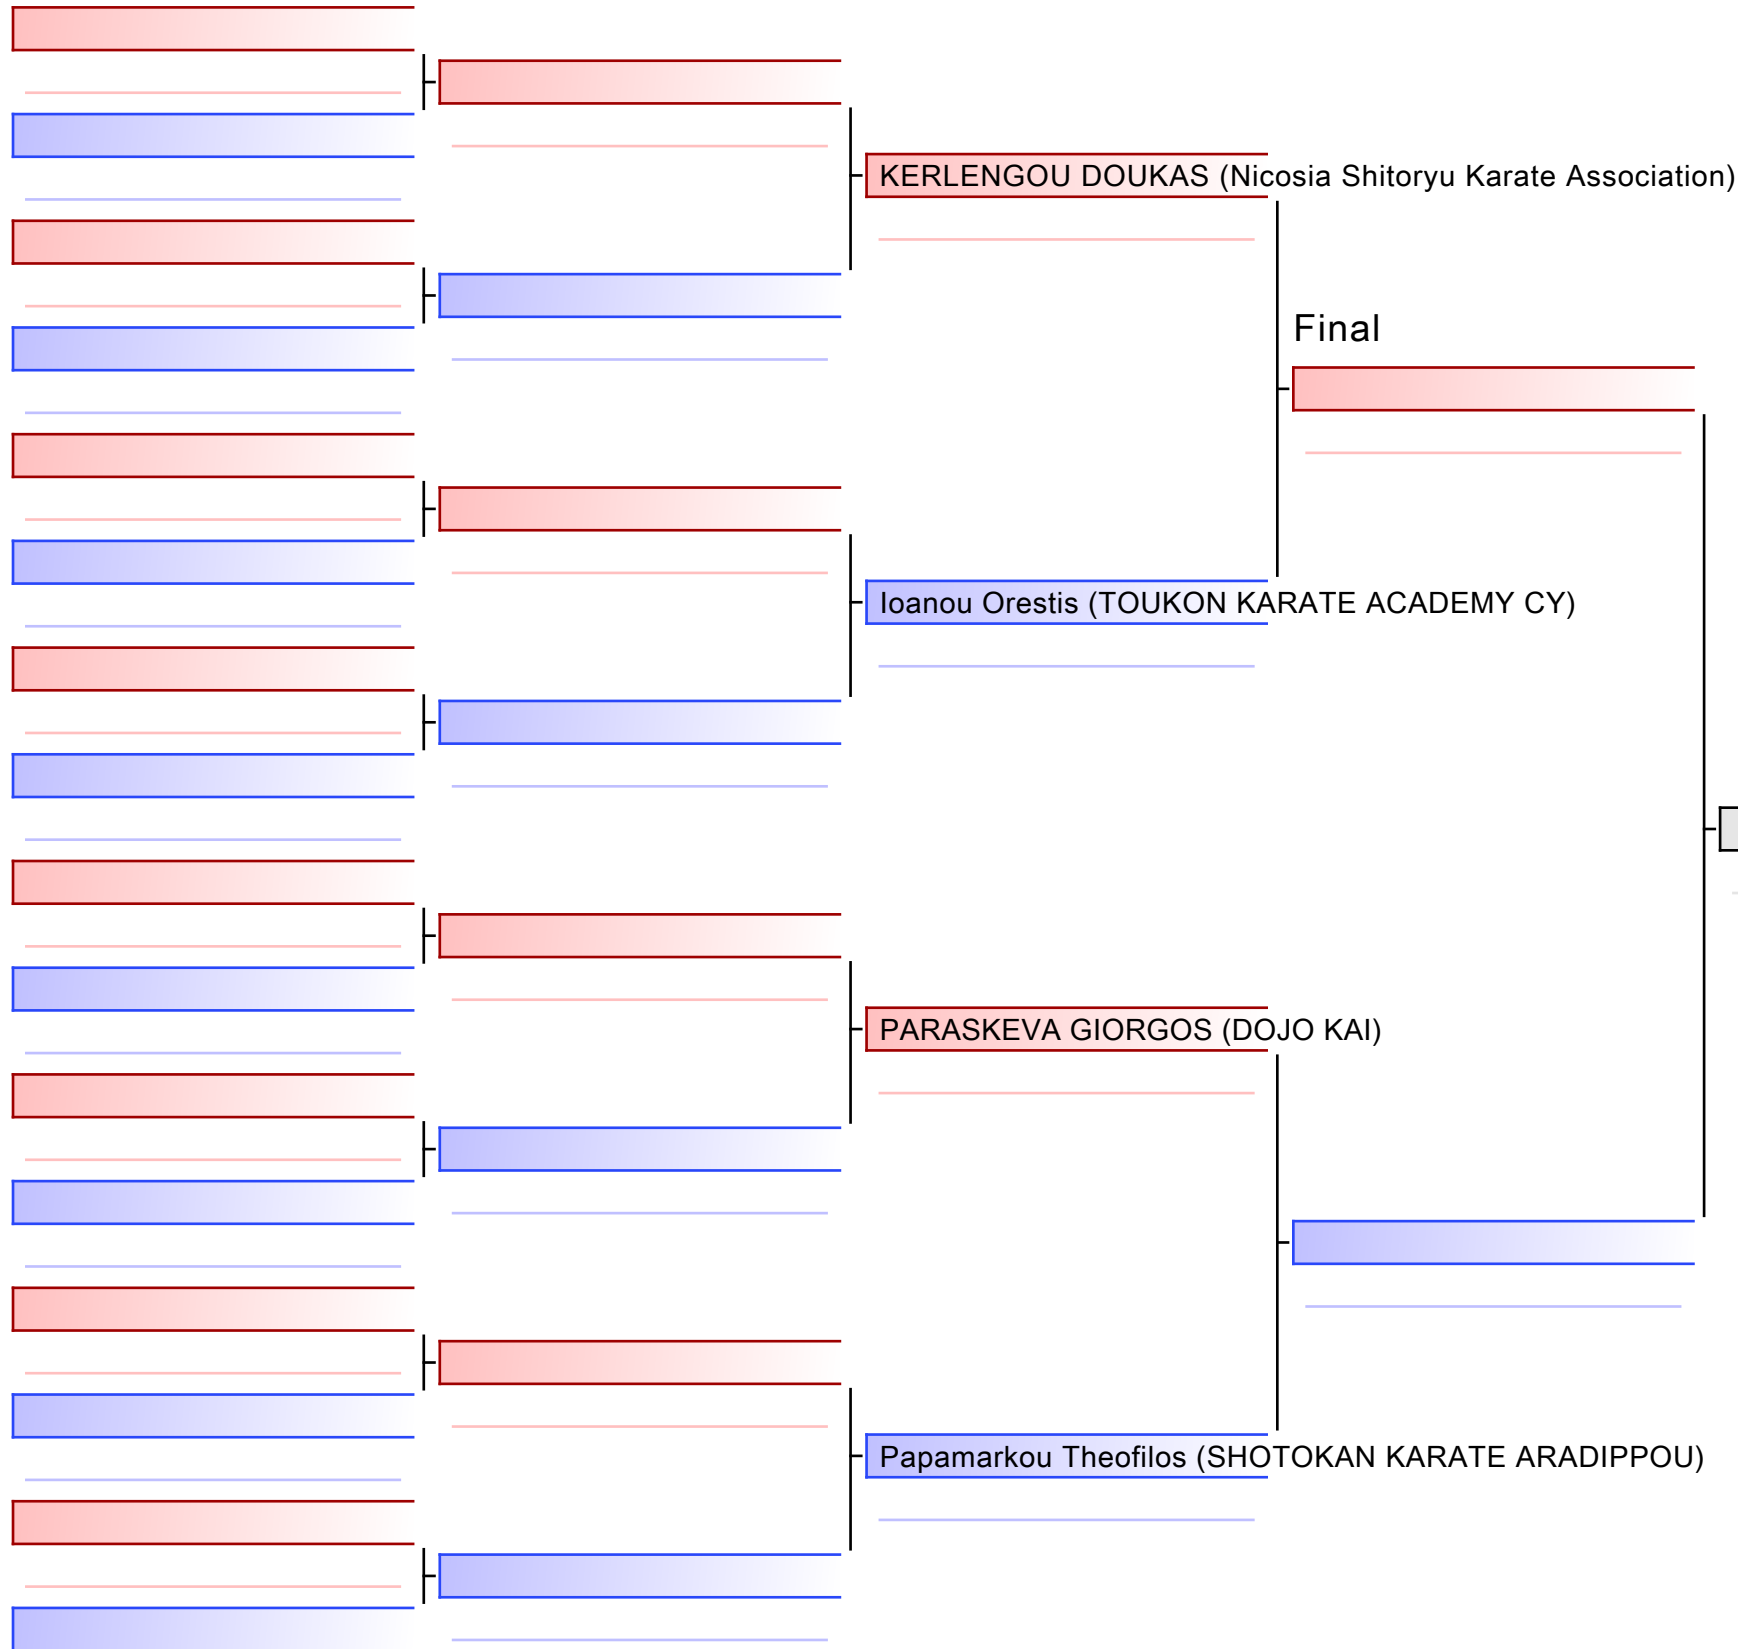 KERLENGOU DOUKAS (Nicosia Shitoryu Karate Association)
Final
Ioanou Orestis (TOUKON KARATE ACADEMY CY)
PARASKEVA GIORGOS (DOJO KAI)
Papamarkou Theofilos (SHOTOKAN KARATE ARADIPPOU)